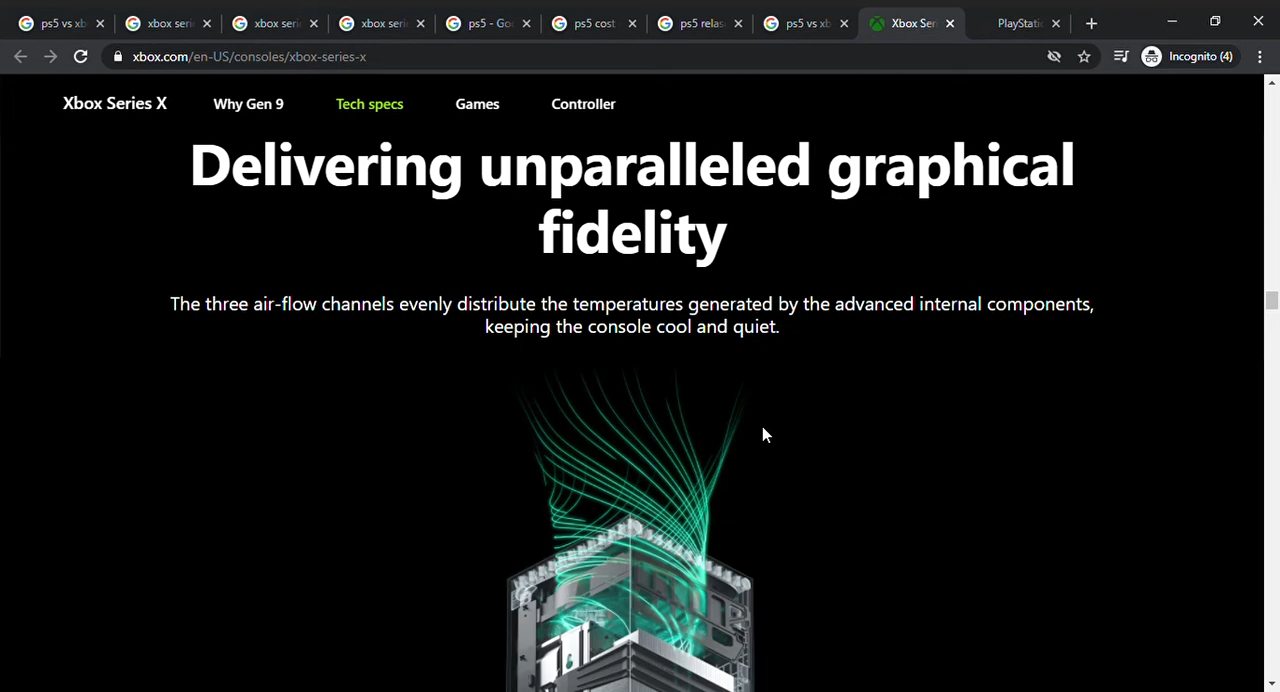 ps5 vs xb
xbox seri
xbox seri
xbox seri
ps5 - Go
ps5 cost
ps5 relas
ps5 vs xb
Xbox Ser
PlayStati
xbox.com/en-US/consoles/xbox-series-x
Incognito (4)
Xbox Series X
Why Gen 9
Tech specs
Games
Controller
Delivering unparalleled graphical
fidelity
The three air-flow channels evenly distribute the temperatures generated by the advanced internal components,
keeping the console cool and quiet.